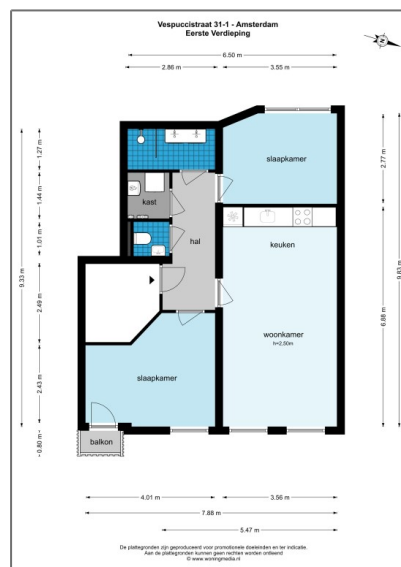 Vespuccistraat 31-1 - Amsterdam
Eerste Verdieping
6.50 m
2.86 m
3.55 m
1.27 m
1.44 m
1.01 m
2.49 m
2.43 m
0.80 m
9.33 m
slaapkamer
kast
hal
keuken
woonkamer
h=2,50m
slaapkamer
balkon
2.77 m
6.88 m
9.83 m
4.01 m
3.56 m
7.88 m
5.47 m
De plattegronden zijn geproduceerd voor promotionele doeleinden en ter indicatie.
Aan de plattegronden kunnen geen rechten worden ontleend
© www.woningmedia.nl